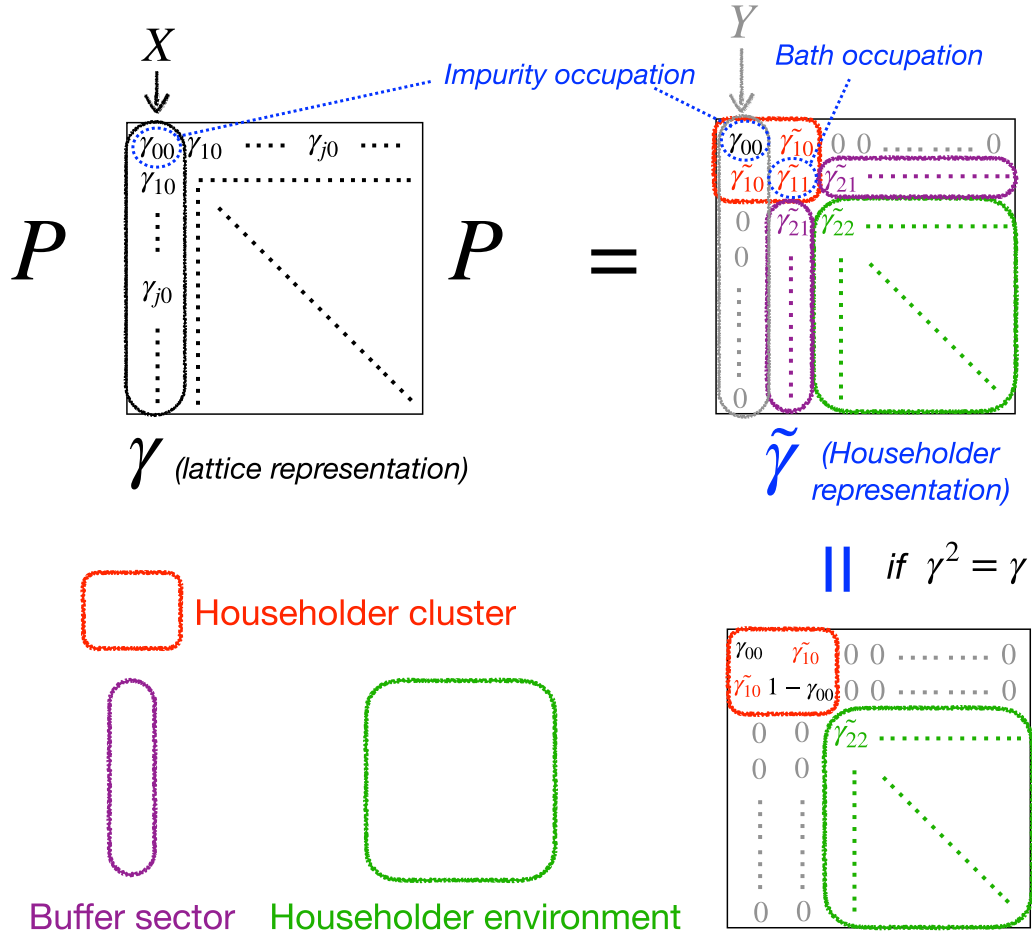 X
Y
Impurity occupation
Bath occupation
γ₀₀ γ₁₀ ..... γⱼ₀ .....
γ₁₀
γⱼ₀
P
P
=
γ₀₀ γ̃₁₀ 0 0 ............ 0
γ̃₁₀ γ̃₁₁ γ̃₂₁
0 γ̃₂₁ γ̃₂₂
0
0
γ (lattice representation)
γ̃ (Householder
representation)
|| if γ² = γ
Householder cluster
γ₀₀ γ̃₁₀ 0 0 ............ 0
γ̃₁₀ 1 − γ₀₀ 0 0 ............ 0
0 0 γ̃₂₂
0 0
0 0
Buffer sector
Householder environment